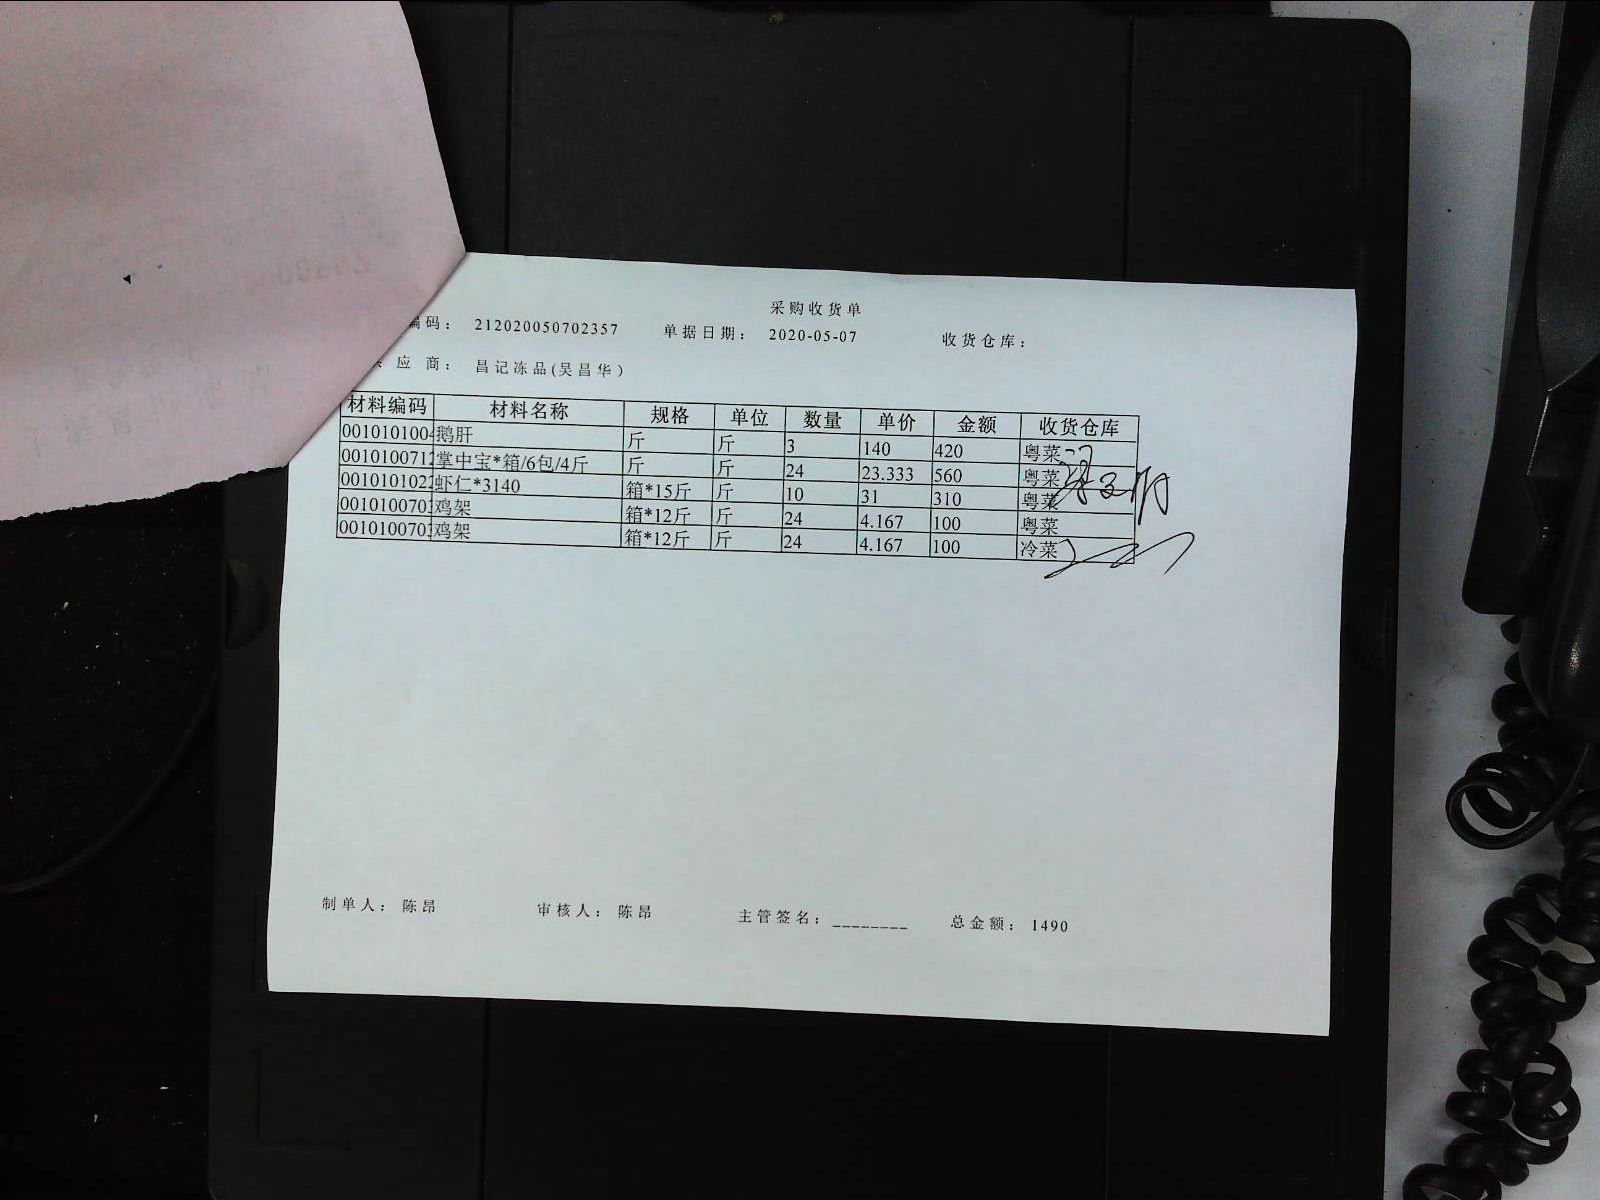 采购收货单
编码： 212020050702357 单据日期： 2020-05-07 收货仓库：
应 商： 昌记冻品(吴昌华)
材料编码 材料名称 规格 单位 数量 单价 金额 收货仓库
0010101004 鹅肝 斤 斤 3 140 420 粤菜
001010071 掌中宝*箱/6包/4斤 斤 斤 24 23.333 560 粤菜
001010102 虾仁*3140 箱*15斤 斤 10 31 310 粤菜
001010070 鸡架 箱*12斤 斤 24 4.167 100 粤菜
001010070 鸡架 箱*12斤 斤 24 4.167 100 冷菜
制单人： 陈昂 审核人： 陈昂 主管签名：________ 总金额： 1490